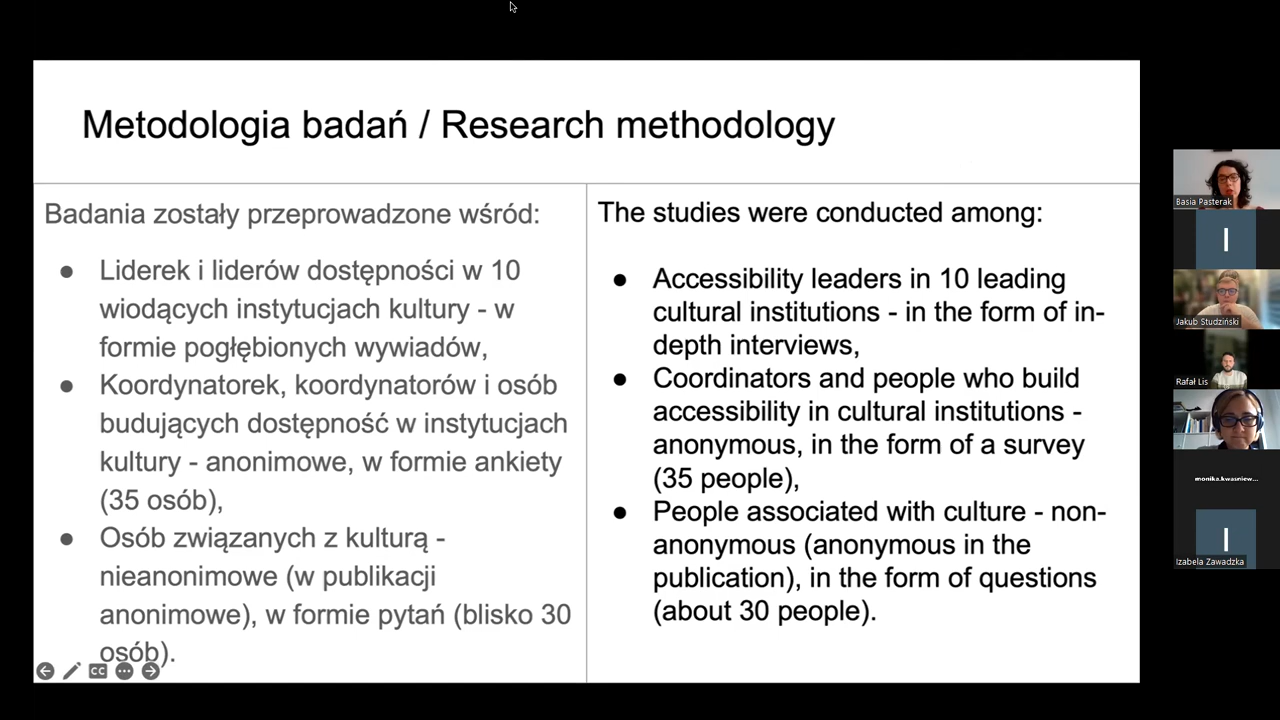 Metodologia badań / Research methodology
Badania zostały przeprowadzone wśród:
● Liderek i liderów dostępności w 10
wiodących instytucjach kultury - w
formie pogłębionych wywiadów,
● Koordynatorek, koordynatorów i osób
budujących dostępność w instytucjach
kultury - anonimowe, w formie ankiety
(35 osób),
● Osób związanych z kulturą -
nieanonimowe (w publikacji
anonimowe), w formie pytań (blisko 30
osób).
The studies were conducted among:
● Accessibility leaders in 10 leading
cultural institutions - in the form of in-
depth interviews,
● Coordinators and people who build
accessibility in cultural institutions -
anonymous, in the form of a survey
(35 people),
● People associated with culture - non-
anonymous (anonymous in the
publication), in the form of questions
(about 30 people).
CC
Basia Pasterak
I
Jakub Studziński
Rafał Lis
monika.kwasniew...
I
Izabela Zawadzka